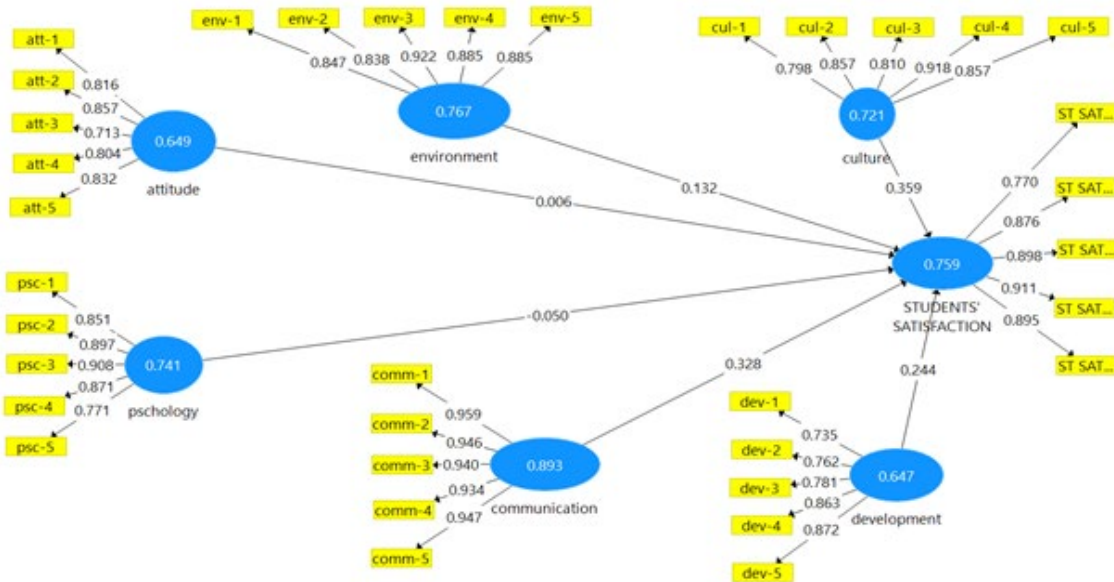 env-1
env-2
env-3
env-4
env-5
0.847
0.838
0.922
0.885
0.885
0.767
environment
att-1
att-2
att-3
att-4
att-5
0.816
0.857
0.713
0.804
0.832
0.649
attitude
cul-1
cul-2
cul-3
cul-4
cul-5
0.798
0.857
0.810
0.918
0.857
0.721
culture
0.006
0.132
0.359
ST SAT...
ST SAT...
ST SAT...
ST SAT...
ST SAT...
0.770
0.876
0.898
0.911
0.895
0.759
STUDENTS'
SATISFACTION
psc-1
psc-2
psc-3
psc-4
psc-5
0.851
0.897
0.908
0.871
0.771
0.741
pschology
-0.050
0.328
0.244
comm-1
comm-2
comm-3
comm-4
comm-5
0.959
0.946
0.940
0.934
0.947
0.893
communication
dev-1
dev-2
dev-3
dev-4
dev-5
0.735
0.762
0.781
0.863
0.872
0.647
development